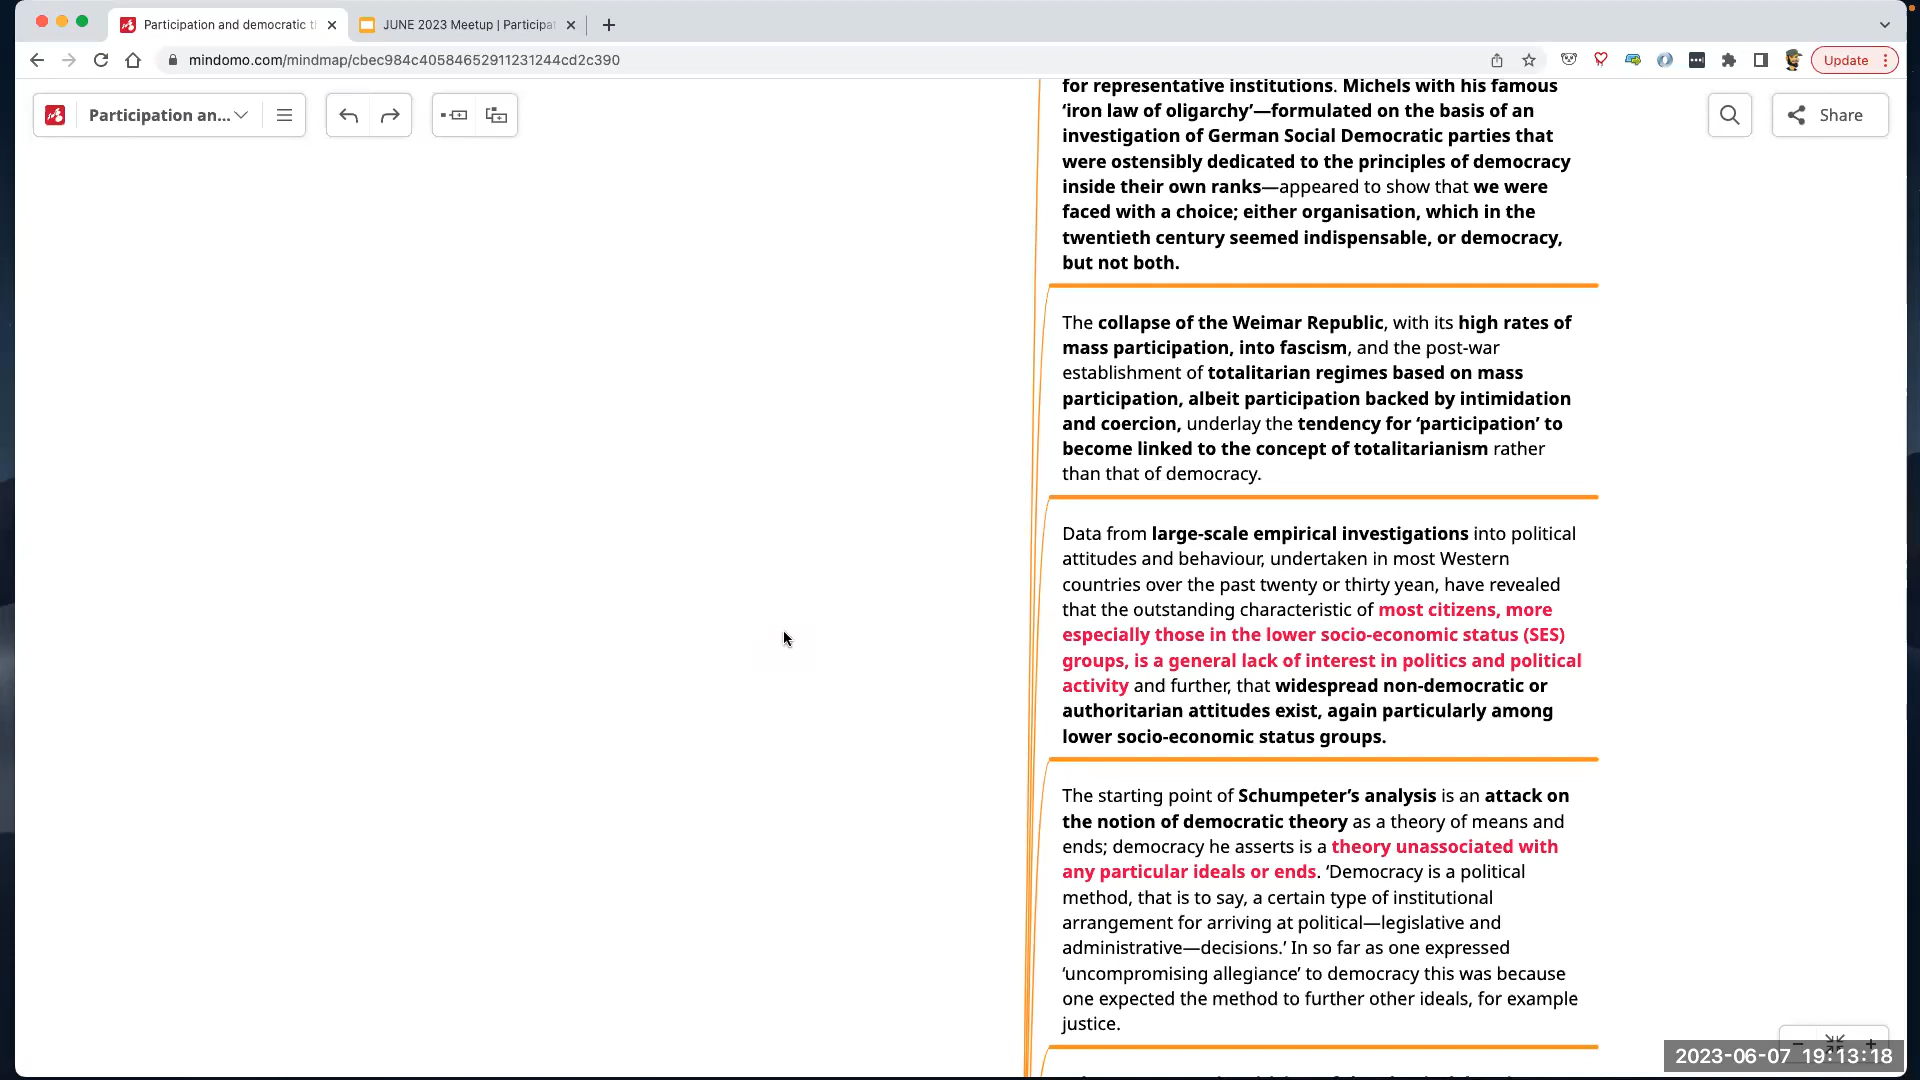 Participation and democratic t
JUNE 2023 Meetup | Participat
mindomo.com/mindmap/cbec984c40584652911231244cd2c390
Update
Participation an...
Share
for representative institutions. Michels with his famous
‘iron law of oligarchy’—formulated on the basis of an
investigation of German Social Democratic parties that
were ostensibly dedicated to the principles of democracy
inside their own ranks—appeared to show that we were
faced with a choice; either organisation, which in the
twentieth century seemed indispensable, or democracy,
but not both.
The collapse of the Weimar Republic, with its high rates of
mass participation, into fascism, and the post-war
establishment of totalitarian regimes based on mass
participation, albeit participation backed by intimidation
and coercion, underlay the tendency for ‘participation’ to
become linked to the concept of totalitarianism rather
than that of democracy.
Data from large-scale empirical investigations into political
attitudes and behaviour, undertaken in most Western
countries over the past twenty or thirty year, have revealed
that the outstanding characteristic of most citizens, more
especially those in the lower socio-economic status (SES)
groups, is a general lack of interest in politics and political
activity and further, that widespread non-democratic or
authoritarian attitudes exist, again particularly among
lower socio-economic status groups.
The starting point of Schumpeter’s analysis is an attack on
the notion of democratic theory as a theory of means and
ends; democracy he asserts is a theory unassociated with
any particular ideals or ends. ‘Democracy is a political
method, that is to say, a certain type of institutional
arrangement for arriving at political—legislative and
administrative—decisions.’ In so far as one expressed
‘uncompromising allegiance’ to democracy this was because
one expected the method to further other ideals, for example
justice.
2023-06-07 19:13:18